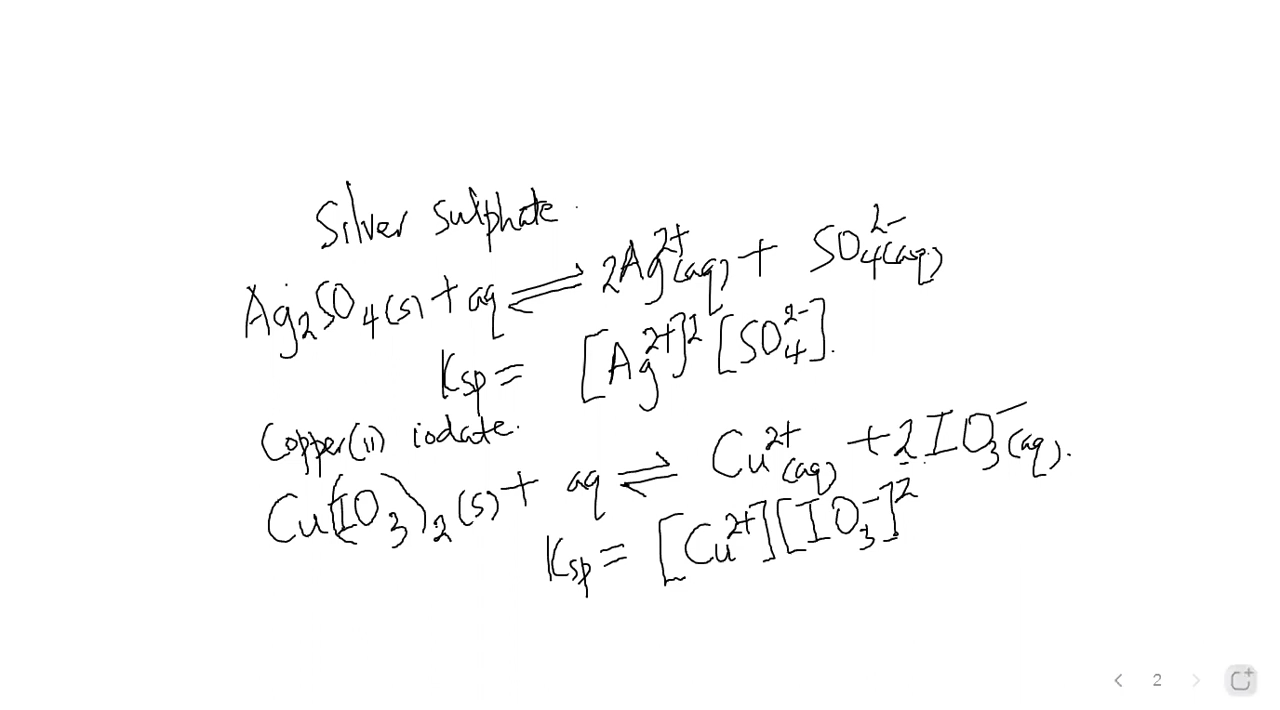 Silver sulphate.
Ag₂SO₄(s) + aq ⇌ 2Ag²⁺(aq) + SO₄²⁻(aq)
Ksp = [Ag²⁺]² [SO₄²⁻].
Copper(ii) iodate.
Cu(IO₃)₂(s) + aq ⇌ Cu²⁺(aq) + 2IO₃⁻(aq).
Ksp = [Cu²⁺][IO₃⁻]²
2